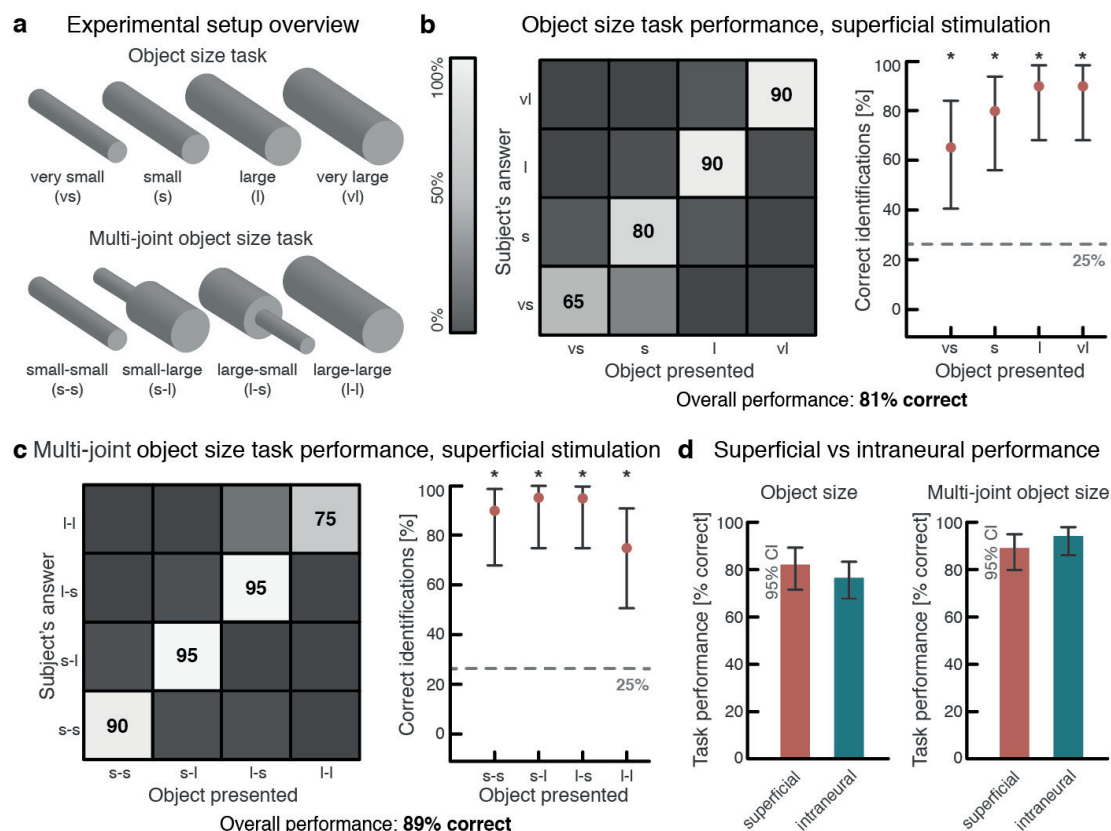 a Experimental setup overview
Object size task
very small small large very large
(vs) (s) (l) (vl)
Multi-joint object size task
small-small small-large large-small large-large
(s-s) (s-l) (l-s) (l-l)
b Object size task performance, superficial stimulation
100%
50%
0%
Subject's answer
vl
l
s
vs
90
90
80
65
vs s l vl
Object presented
Correct identifications [%]
* * * *
100
80
60
40
20
0
25%
vs s l vl
Object presented
Overall performance: 81% correct
c Multi-joint object size task performance, superficial stimulation
Subject's answer
l-l
l-s
s-l
s-s
75
95
95
90
s-s s-l l-s l-l
Object presented
Correct identifications [%]
* * * *
100
80
60
40
20
0
25%
s-s s-l l-s l-l
Object presented
Overall performance: 89% correct
d Superficial vs intraneural performance
Object size
Task performance [% correct]
100
80
60
40
20
0
95% CI
superficial
intraneural
Multi-joint object size
Task performance [% correct]
100
80
60
40
20
0
95% CI
superficial
intraneural